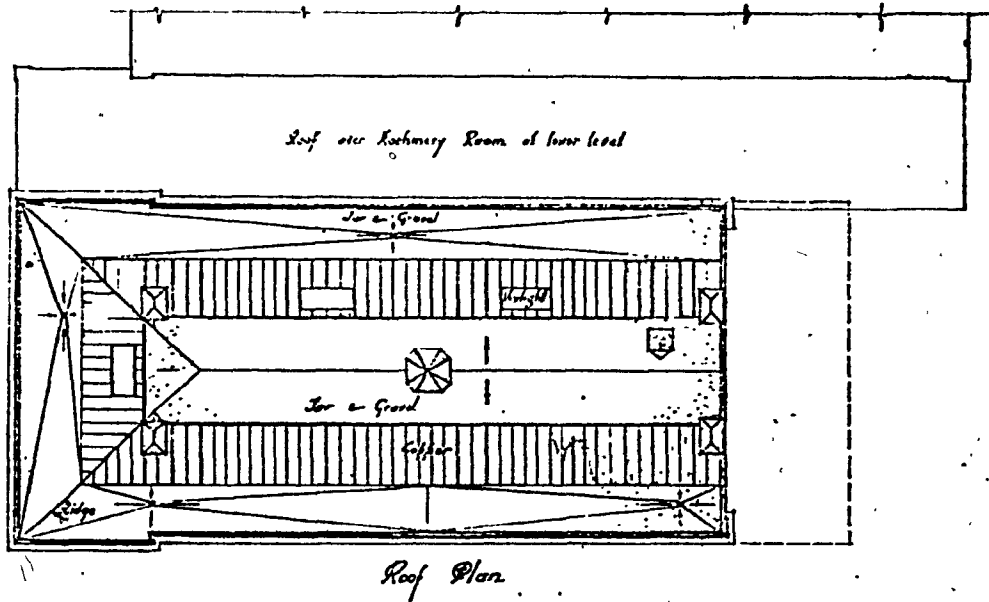 Roof over Machinery Room at lower level
Tar & Gravel
Skylight
Tar & Gravel
Copper
Ridge
Roof Plan